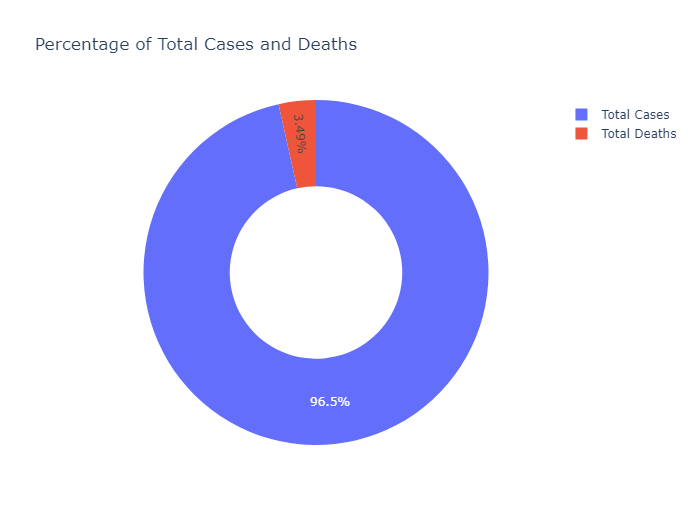 Percentage of Total Cases and Deaths
Total Cases
Total Deaths
3.49%
96.5%